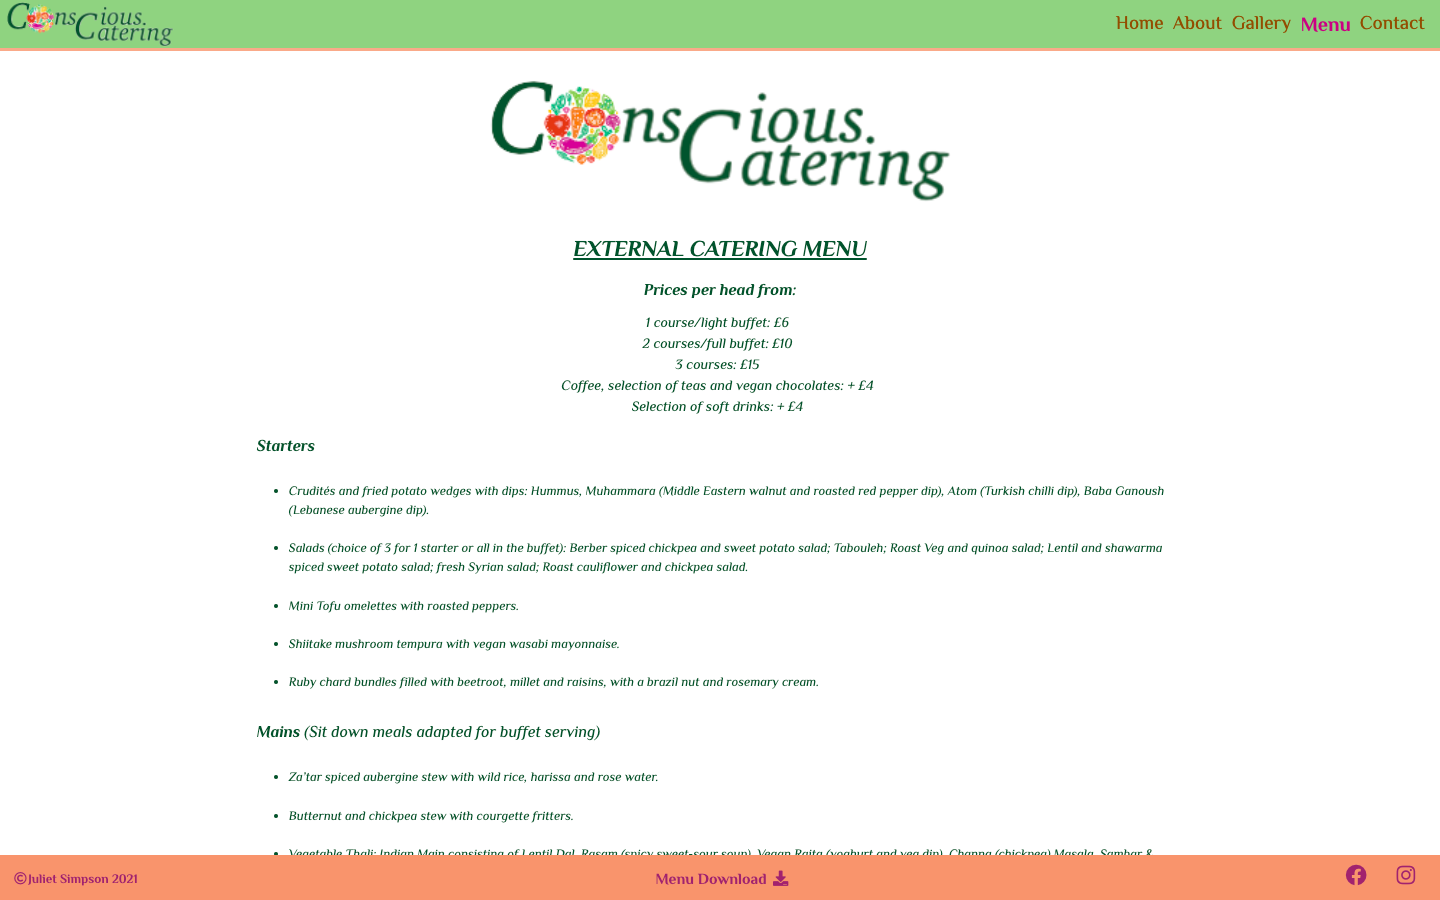 Conscious.
Catering
Home About Gallery Menu Contact
Conscious.
Catering
EXTERNAL CATERING MENU
Prices per head from:
1 course/light buffet: £6
2 courses/full buffet: £10
3 courses: £15
Coffee, selection of teas and vegan chocolates: + £4
Selection of soft drinks: + £4
Starters
• Crudités and fried potato wedges with dips: Hummus, Muhammara (Middle Eastern walnut and roasted red pepper dip), Atom (Turkish chilli dip), Baba Ganoush
(Lebanese aubergine dip).
• Salads (choice of 3 for 1 starter or all in the buffet): Berber spiced chickpea and sweet potato salad; Tabouleh; Roast Veg and quinoa salad; Lentil and shawarma
spiced sweet potato salad; fresh Syrian salad; Roast cauliflower and chickpea salad.
• Mini Tofu omelettes with roasted peppers.
• Shiitake mushroom tempura with vegan wasabi mayonnaise.
• Ruby chard bundles filled with beetroot, millet and raisins, with a brazil nut and rosemary cream.
Mains (Sit down meals adapted for buffet serving)
• Za'tar spiced aubergine stew with wild rice, harissa and rose water.
• Butternut and chickpea stew with courgette fritters.
• Vegetable Thali: Indian Main consisting of Lentil Dal, Rasam (spicy sweet-sour soup), Vegan Raita (yoghurt and veg dip), Channa (chickpea) Masala, Sambar &
©Juliet Simpson 2021
Menu Download